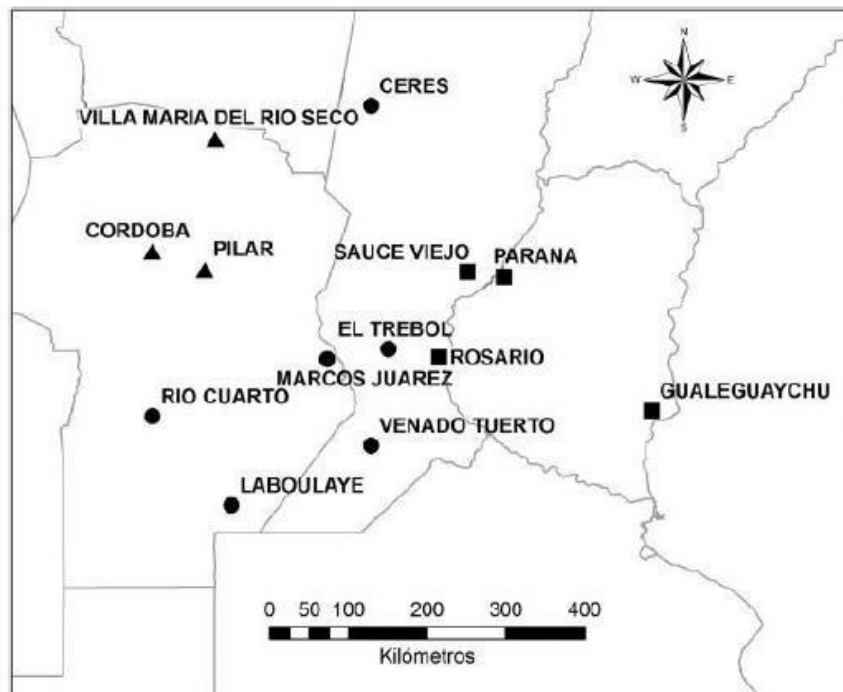 N
W E
S
CERES
VILLA MARIA DEL RIO SECO
CORDOBA
PILAR
SAUCE VIEJO
PARANA
EL TREBOL
ROSARIO
MARCOS JUAREZ
RIO CUARTO
GUALEGUAYCHU
VENADO TUERTO
LABOULAYE
0 50 100 200 300 400
Kilómetros